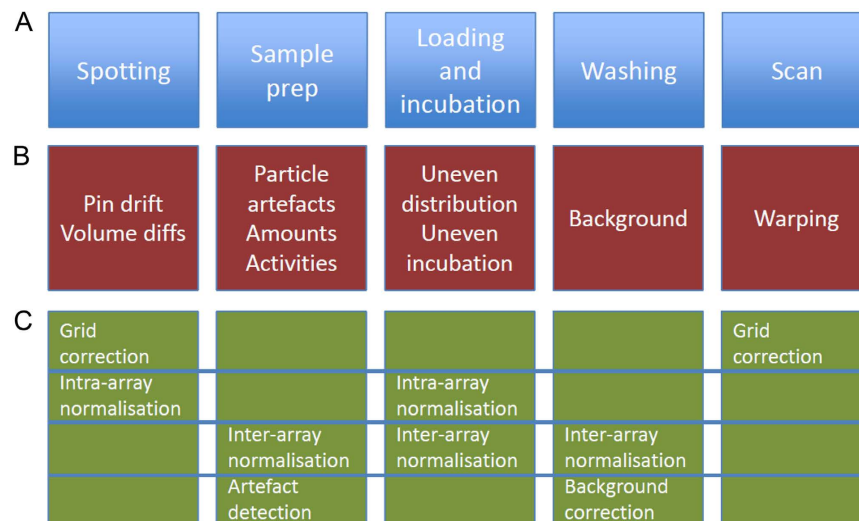 A
Spotting
Sample
prep
Loading
and
incubation
Washing
Scan
B
Pin drift
Volume diffs
Particle
artefacts
Amounts
Activities
Uneven
distribution
Uneven
incubation
Background
Warping
C
Grid
correction
Grid
correction
Intra-array
normalisation
Intra-array
normalisation
Inter-array
normalisation
Inter-array
normalisation
Inter-array
normalisation
Artefact
detection
Background
correction